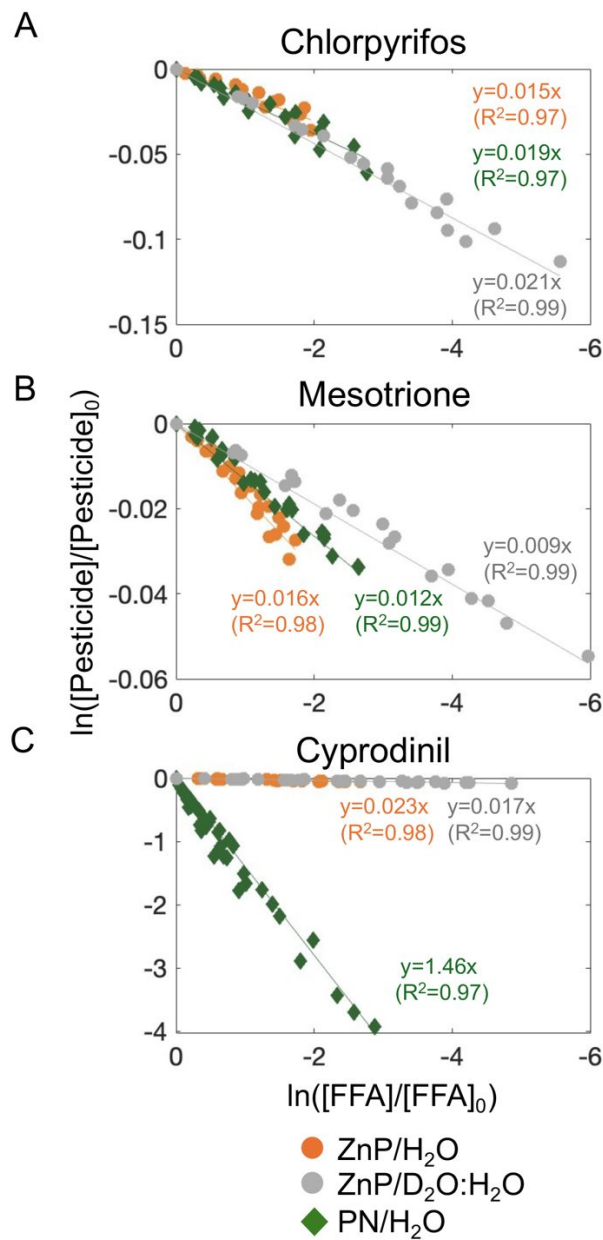 A
Chlorpyrifos
0
-0.05
-0.1
-0.15
y=0.015x
(R²=0.97)
y=0.019x
(R²=0.97)
y=0.021x
(R²=0.99)
0
-2
-4
-6
B
Mesotrione
0
-0.02
-0.04
-0.06
y=0.009x
(R²=0.99)
y=0.016x
(R²=0.98)
y=0.012x
(R²=0.99)
0
-2
-4
-6
ln([Pesticide]/[Pesticide]₀)
C
Cyprodinil
0
-1
-2
-3
-4
y=0.023x
(R²=0.98)
y=0.017x
(R²=0.99)
y=1.46x
(R²=0.97)
0
-2
-4
-6
ln([FFA]/[FFA]₀)
ZnP/H₂O
ZnP/D₂O:H₂O
PN/H₂O